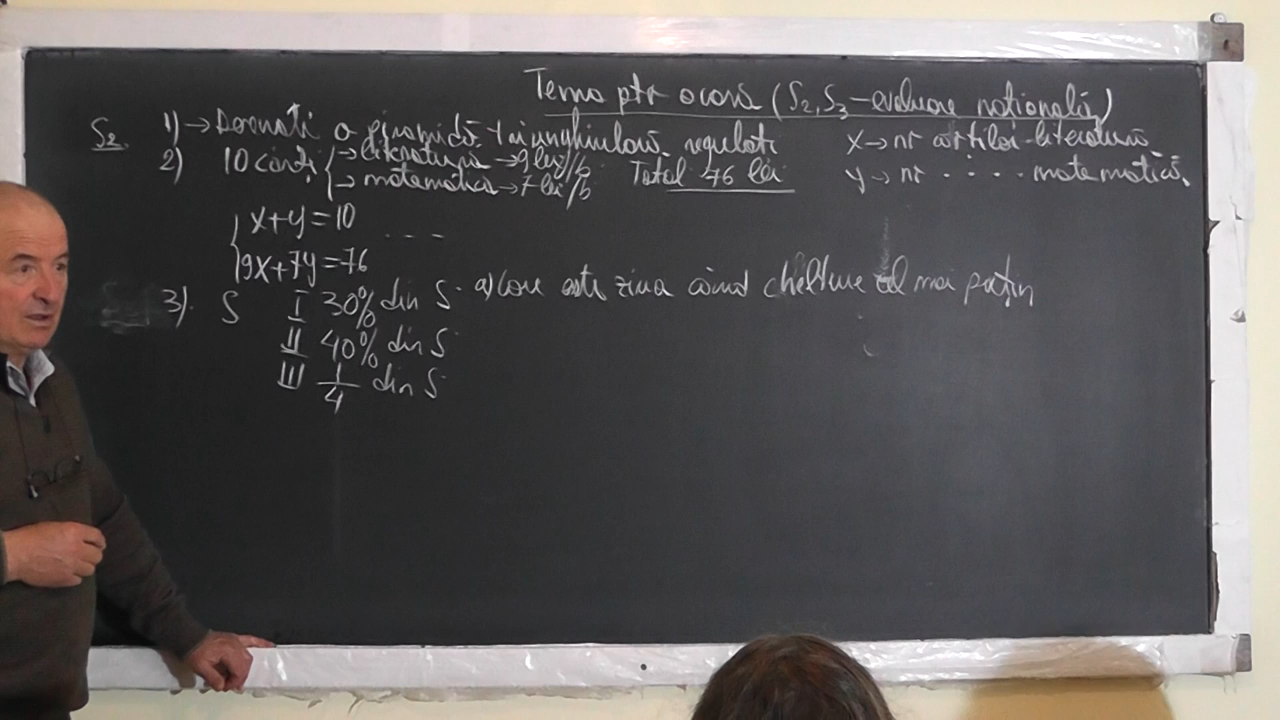 Tema ptr acasă (S2, S3 - evaluare națională)
S2. 1) → Desenați o piramidă triunghiulară regulată
x → nr cărților literatură
2) 10 cărți { → literatură → 9 lei/b Total 76 lei
→ matematică → 7 lei/b
y → nr . . . . matematică.
{ x+y=10 ----
9x+7y=76
3). S I 30% din S. a) Care este ziua când cheltuie cel mai puțin
II 40% din S
III 1/4 din S